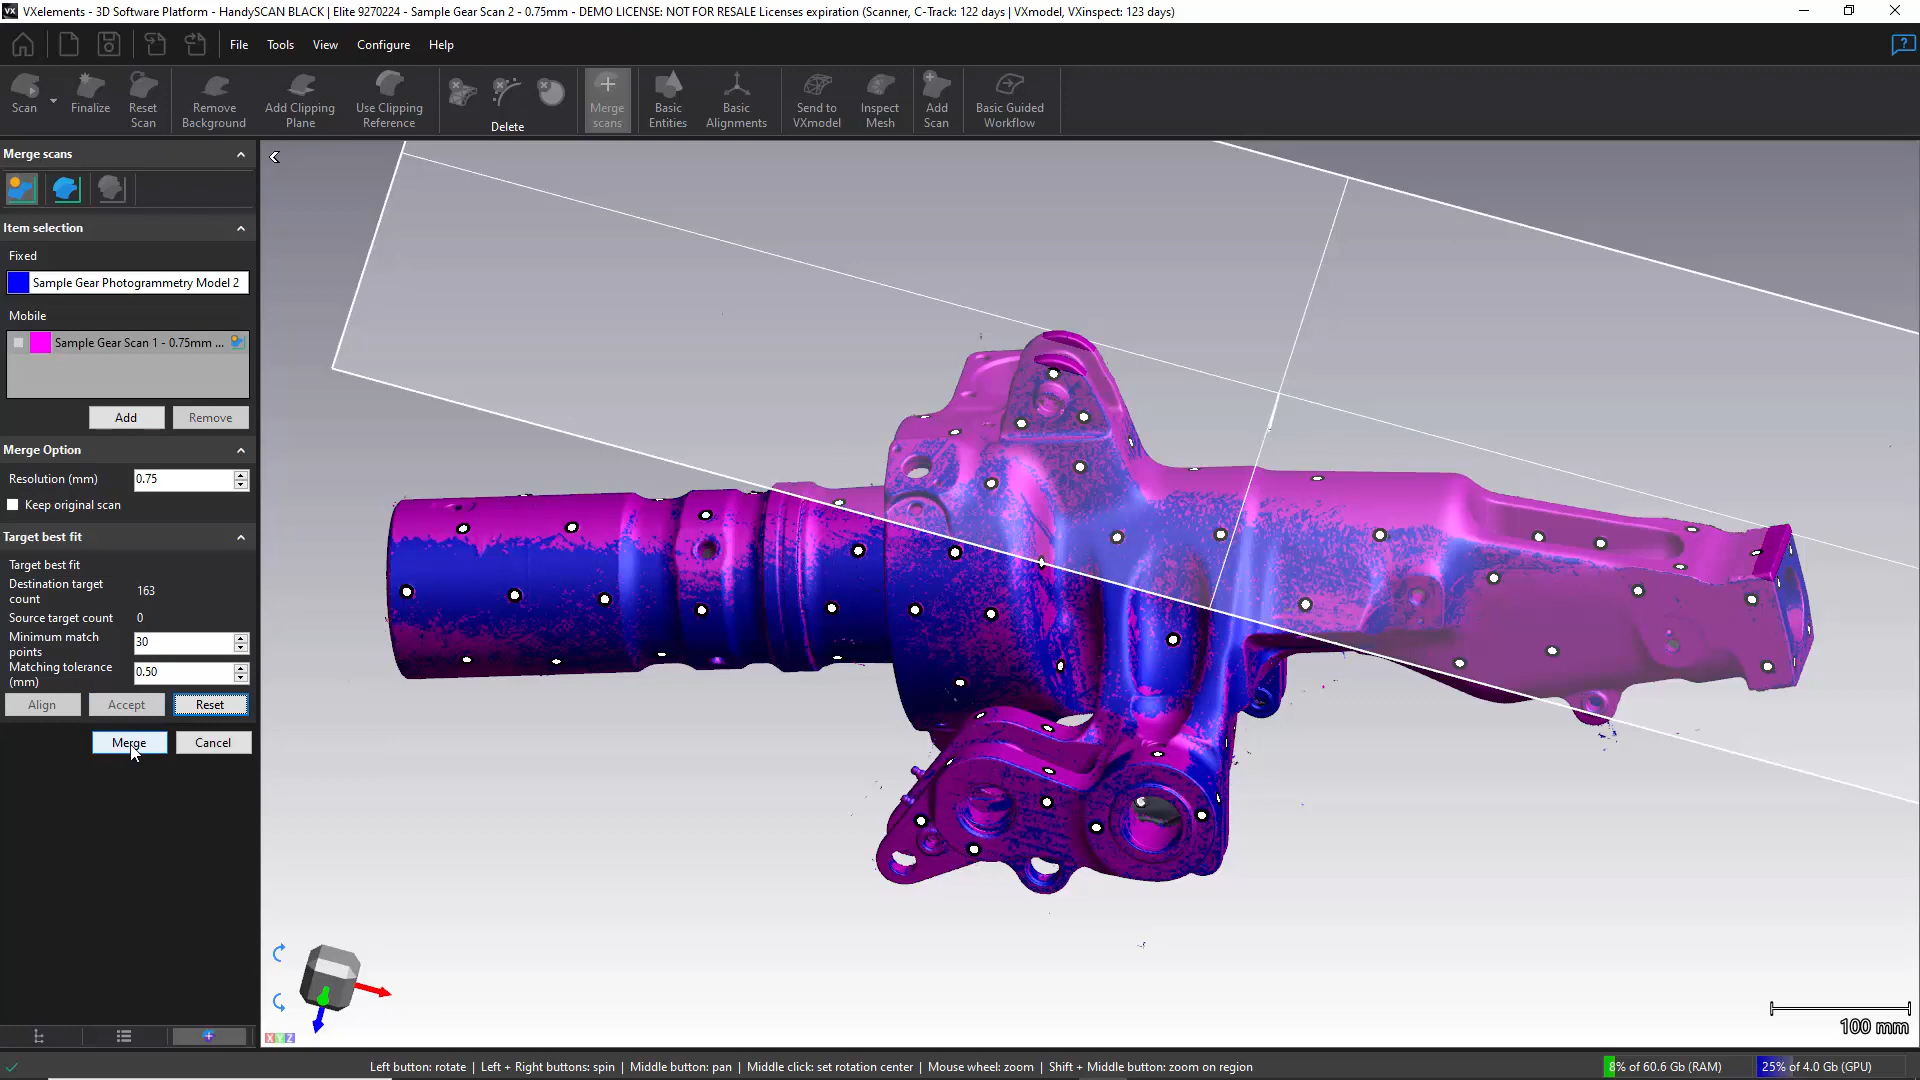 VXelements - 3D Software Platform - HandySCAN BLACK | Elite 9270224 - Sample Gear Scan 2 - 0.75mm - DEMO LICENSE: NOT FOR RESALE Licenses expiration (Scanner, C-Track: 122 days | VXmodel, VXinspect: 123 days)
File Tools View Configure Help
Scan
Finalize
Reset
Scan
Remove
Background
Add Clipping
Plane
Use Clipping
Reference
Delete
Merge
scans
Basic
Entities
Basic
Alignments
Send to
VXmodel
Inspect
Mesh
Add
Scan
Basic Guided
Workflow
Merge scans
Item selection
Fixed
Sample Gear Photogrammetry Model 2
Mobile
Sample Gear Scan 1 - 0.75mm ...
Add Remove
Merge Option
Resolution (mm) 0.75
Keep original scan
Target best fit
Target best fit
Destination target
count 163
Source target count 0
Minimum match
points 30
Matching tolerance
(mm) 0.50
Align Accept Reset
Merge Cancel
XYZ
100 mm
Left button: rotate | Left + Right buttons: spin | Middle button: pan | Middle click: set rotation center | Mouse wheel: zoom | Shift + Middle button: zoom on region
8% of 60.6 Gb (RAM) 25% of 4.0 Gb (GPU)